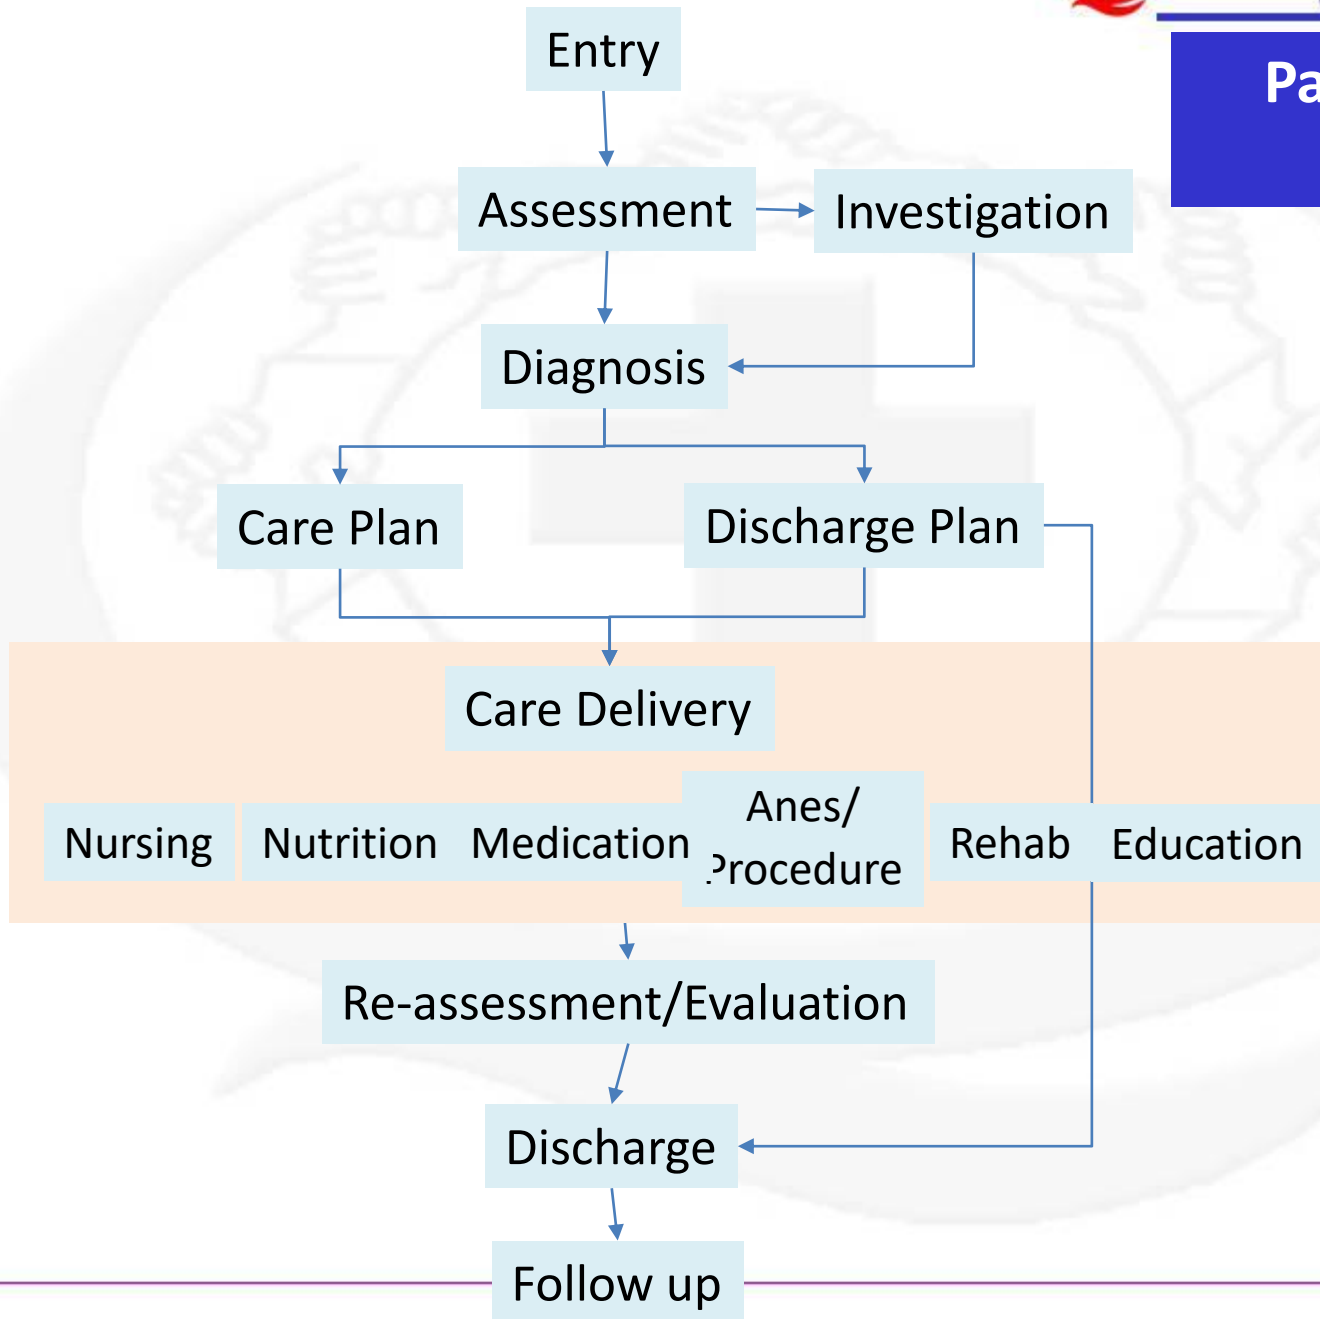 Entry
Pa
Assessment
Investigation
Diagnosis
Care Plan
Discharge Plan
Care Delivery
Nursing
Nutrition
Medication
Anes/
Procedure
Rehab
Education
Re-assessment/Evaluation
Discharge
Follow up